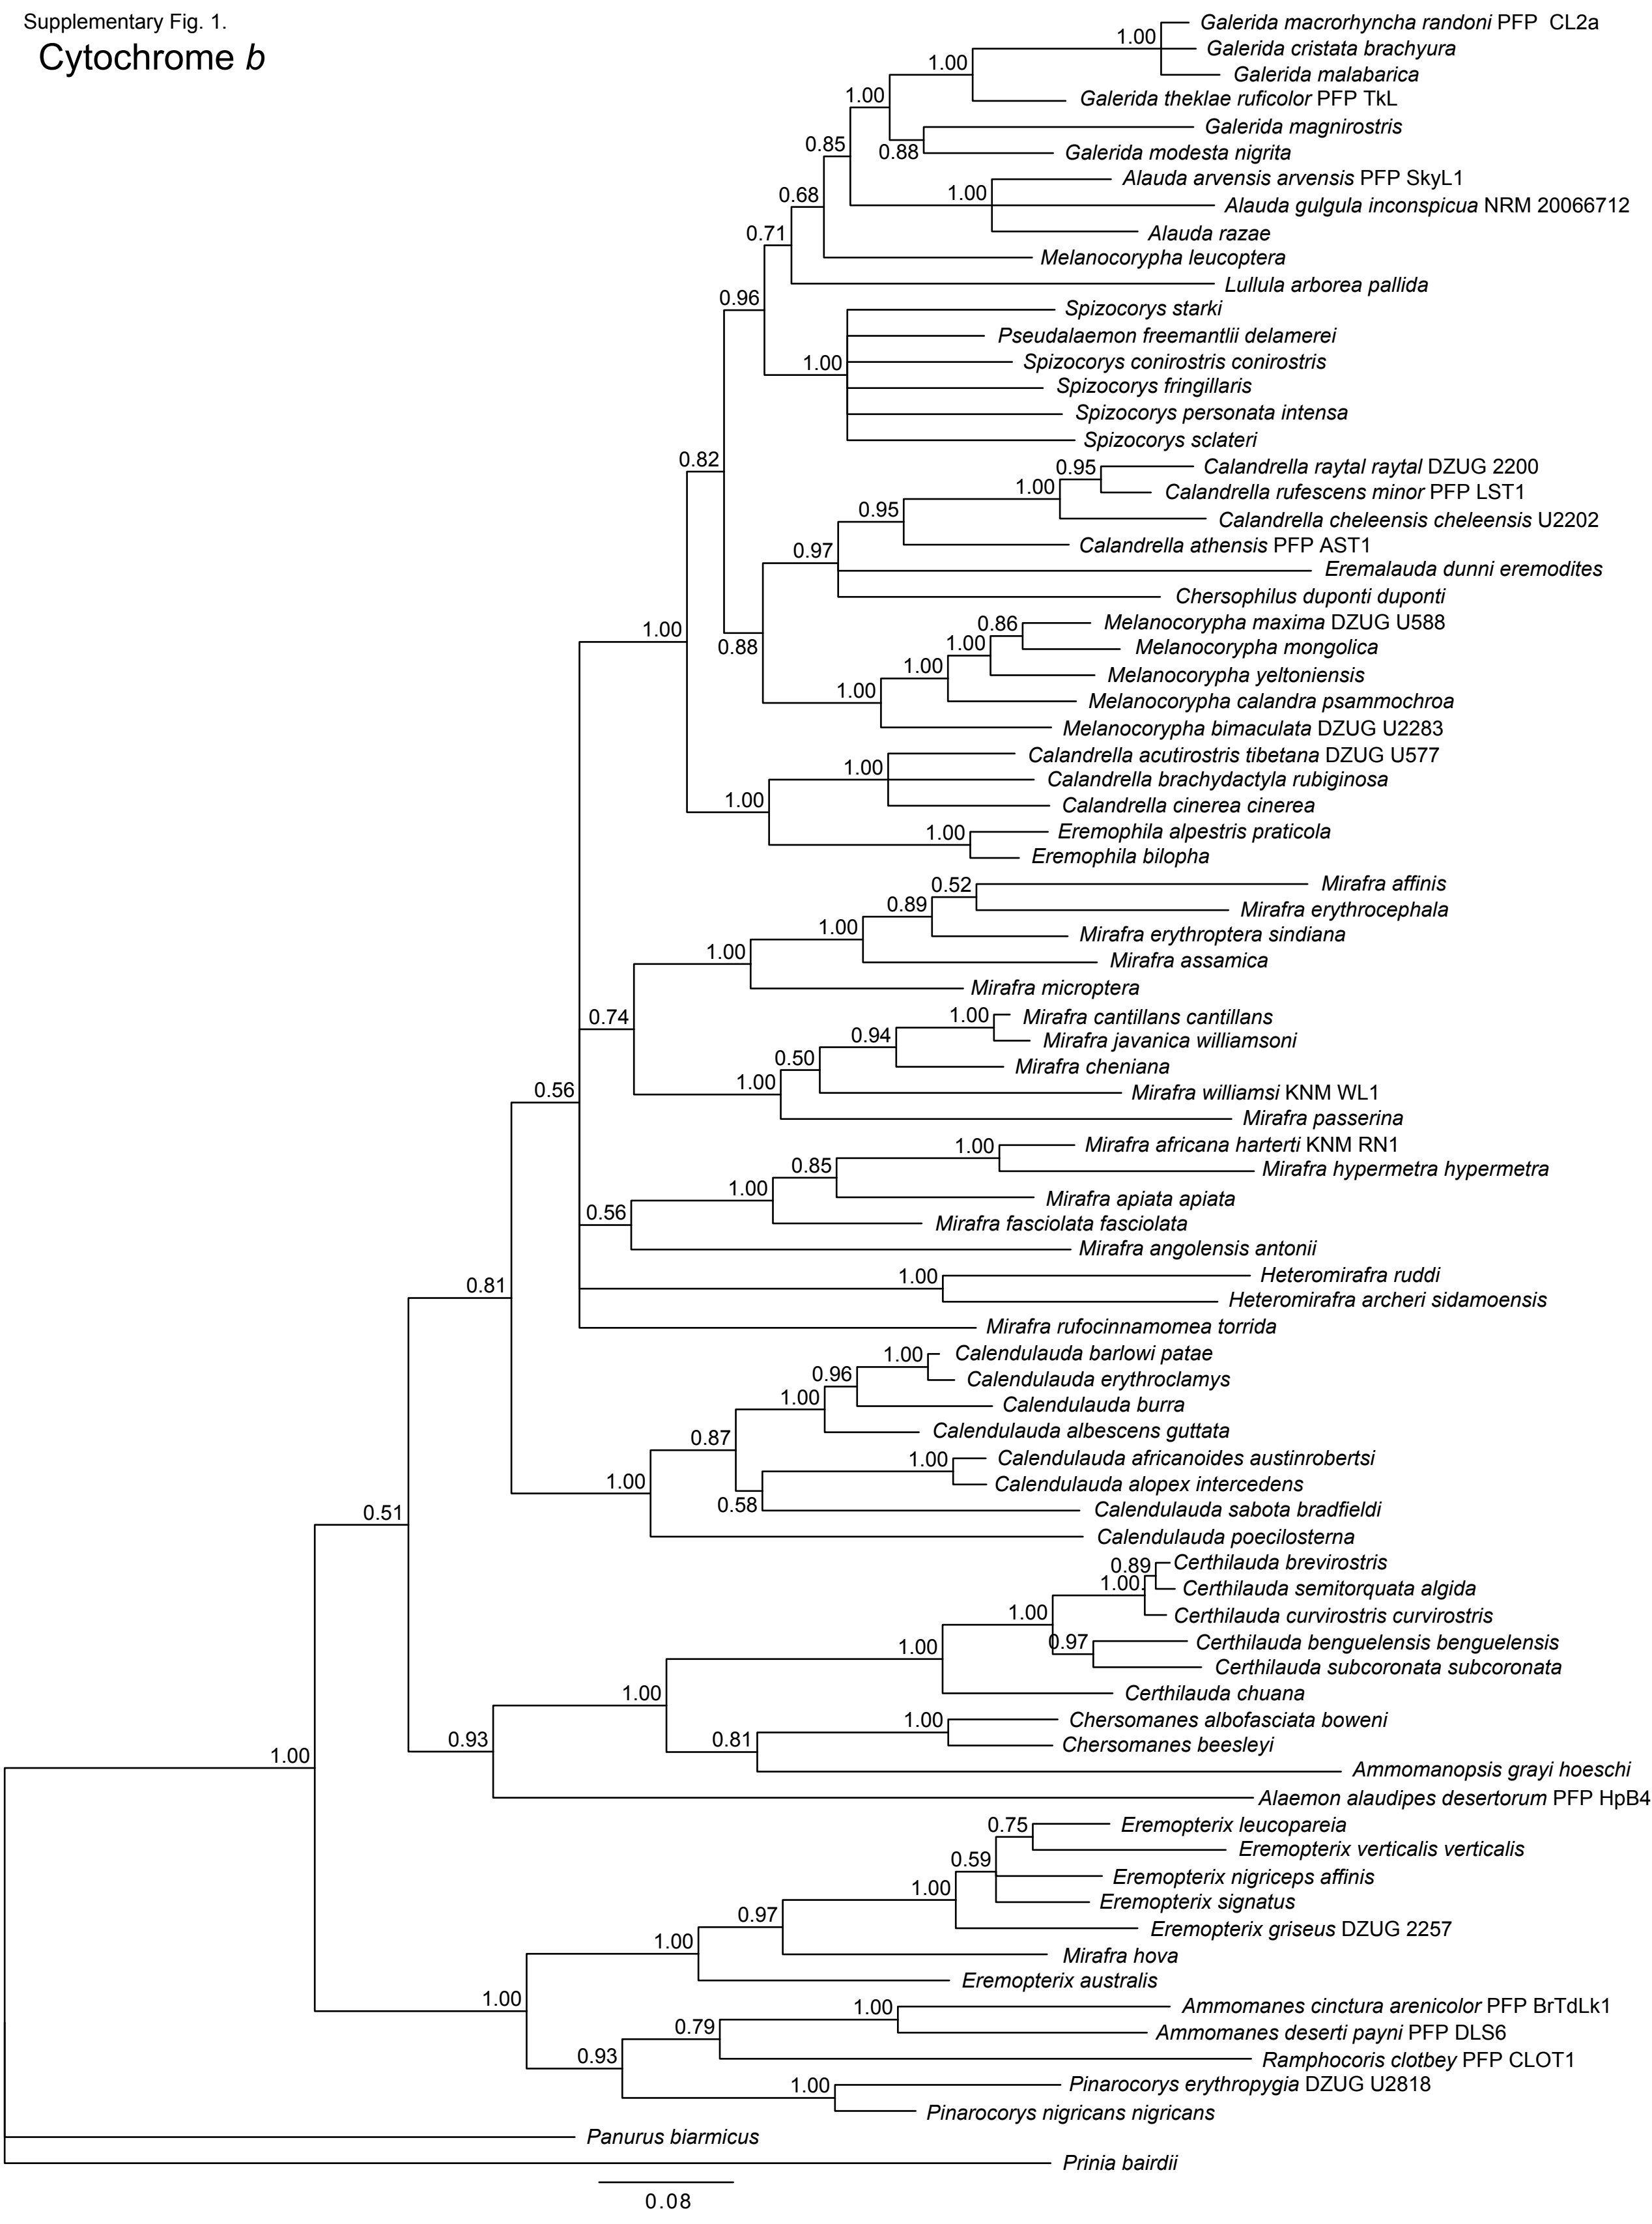 Supplementary Fig. 1.
Cytochrome b
Galerida macrorhyncha randoni PFP CL2a
1.00
Galerida cristata brachyura
1.00
Galerida malabarica
1.00
Galerida theklae ruficolor PFP TkL
Galerida magnirostris
0.85
0.88
Galerida modesta nigrita
Alauda arvensis arvensis PFP SkyL1
0.68
1.00
Alauda gulgula inconspicua NRM 20066712
0.71
Alauda razae
Melanocorypha leucoptera
Lullula arborea pallida
0.96
Spizocorys starki
Pseudalaemon freemantlii delamerei
1.00
Spizocorys conirostris conirostris
Spizocorys fringillaris
Spizocorys personata intensa
Spizocorys sclateri
0.82
0.95
Calandrella raytal raytal DZUG 2200
1.00
Calandrella rufescens minor PFP LST1
0.95
Calandrella cheleensis cheleensis U2202
Calandrella athensis PFP AST1
0.97
Eremalauda dunni eremodites
Chersophilus duponti duponti
0.86
Melanocorypha maxima DZUG U588
1.00
0.88
1.00
Melanocorypha mongolica
1.00
Melanocorypha yeltoniensis
1.00
Melanocorypha calandra psammochroa
Melanocorypha bimaculata DZUG U2283
Calandrella acutirostris tibetana DZUG U577
1.00
Calandrella brachydactyla rubiginosa
1.00
Calandrella cinerea cinerea
1.00
Eremophila alpestris praticola
Eremophila bilopha
0.52
Mirafra affinis
0.89
Mirafra erythrocephala
1.00
Mirafra erythroptera sindiana
1.00
Mirafra assamica
Mirafra microptera
0.74
1.00
Mirafra cantillans cantillans
0.94
Mirafra javanica williamsoni
0.50
Mirafra cheniana
1.00
Mirafra williamsi KNM WL1
0.56
Mirafra passerina
1.00
Mirafra africana harterti KNM RN1
0.85
Mirafra hypermetra hypermetra
1.00
Mirafra apiata apiata
0.56
Mirafra fasciolata fasciolata
Mirafra angolensis antonii
0.81
1.00
Heteromirafra ruddi
Heteromirafra archeri sidamoensis
Mirafra rufocinnamomea torrida
1.00
Calendulauda barlowi patae
0.96
Calendulauda erythroclamys
1.00
Calendulauda burra
0.87
Calendulauda albescens guttata
1.00
Calendulauda africanoides austinrobertsi
1.00
Calendulauda alopex intercedens
0.58
Calendulauda sabota bradfieldi
0.51
Calendulauda poecilosterna
0.89
Certhilauda brevirostris
1.00
Certhilauda semitorquata algida
1.00
Certhilauda curvirostris curvirostris
1.00
0.97
Certhilauda benguelensis benguelensis
Certhilauda subcoronata subcoronata
1.00
Certhilauda chuana
1.00
Chersomanes albofasciata boweni
0.93
0.81
Chersomanes beesleyi
1.00
Ammomanopsis grayi hoeschi
Alaemon alaudipes desertorum PFP HpB4
0.75
Eremopterix leucopareia
0.59
Eremopterix verticalis verticalis
1.00
Eremopterix nigriceps affinis
Eremopterix signatus
0.97
Eremopterix griseus DZUG 2257
1.00
Mirafra hova
Eremopterix australis
1.00
1.00
Ammomanes cinctura arenicolor PFP BrTdLk1
0.79
Ammomanes deserti payni PFP DLS6
0.93
Ramphocoris clotbey PFP CLOT1
1.00
Pinarocorys erythropygia DZUG U2818
Pinarocorys nigricans nigricans
Panurus biarmicus
Prinia bairdii
0.08